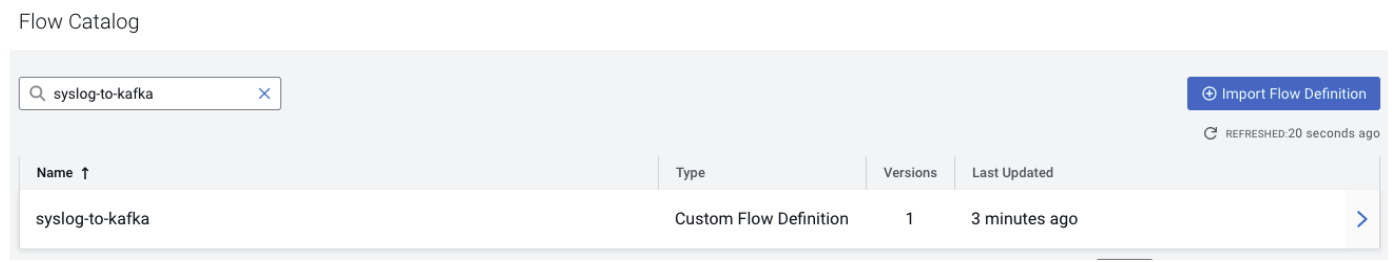 Flow Catalog
syslog-to-kafka
Import Flow Definition
REFRESHED:20 seconds ago
Name ↑ Type Versions Last Updated
syslog-to-kafka Custom Flow Definition 1 3 minutes ago